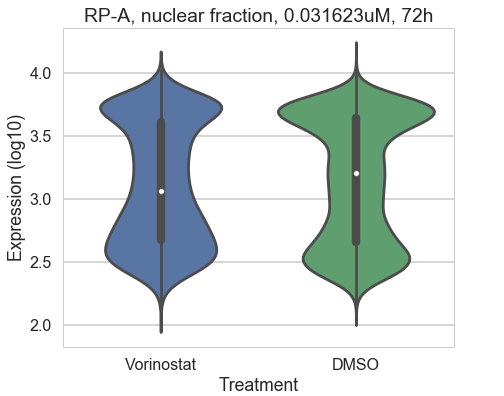 RP-A, nuclear fraction, 0.031623uM, 72h
Expression (log10)
4.0
3.5
3.0
2.5
2.0
Vorinostat DMSO
Treatment